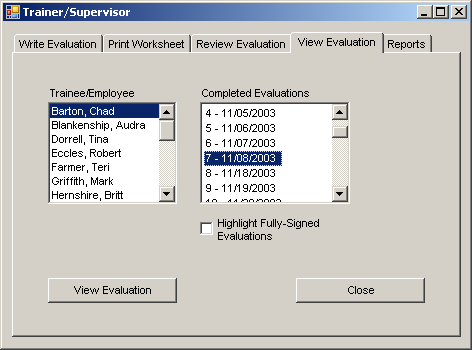 Trainer/Supervisor
Write Evaluation Print Worksheet Review Evaluation View Evaluation Reports
Trainee/Employee Completed Evaluations
Barton, Chad
Blankenship, Audra
Dorrell, Tina
Eccles, Robert
Farmer, Teri
Griffith, Mark
Hernshire, Britt
4 - 11/05/2003
5 - 11/06/2003
6 - 11/07/2003
7 - 11/08/2003
8 - 11/18/2003
9 - 11/19/2003
Highlight Fully-Signed
Evaluations
View Evaluation Close